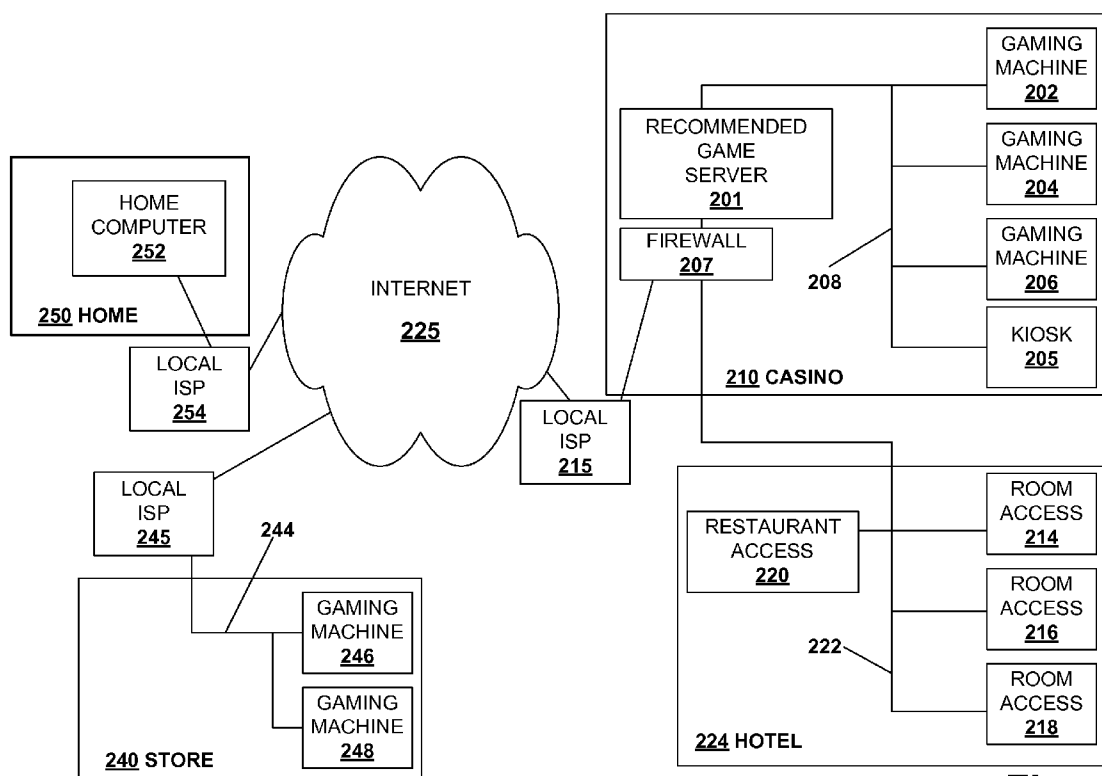 GAMING
MACHINE
202
RECOMMENDED
GAME
SERVER
201
GAMING
MACHINE
204
HOME
COMPUTER
252
FIREWALL
207
GAMING
MACHINE
206
208
INTERNET
225
250 HOME
KIOSK
205
LOCAL
ISP
254
210 CASINO
LOCAL
ISP
215
LOCAL
ISP
245
244
ROOM
ACCESS
214
RESTAURANT
ACCESS
220
GAMING
MACHINE
246
ROOM
ACCESS
216
222
GAMING
MACHINE
248
ROOM
ACCESS
218
240 STORE
224 HOTEL